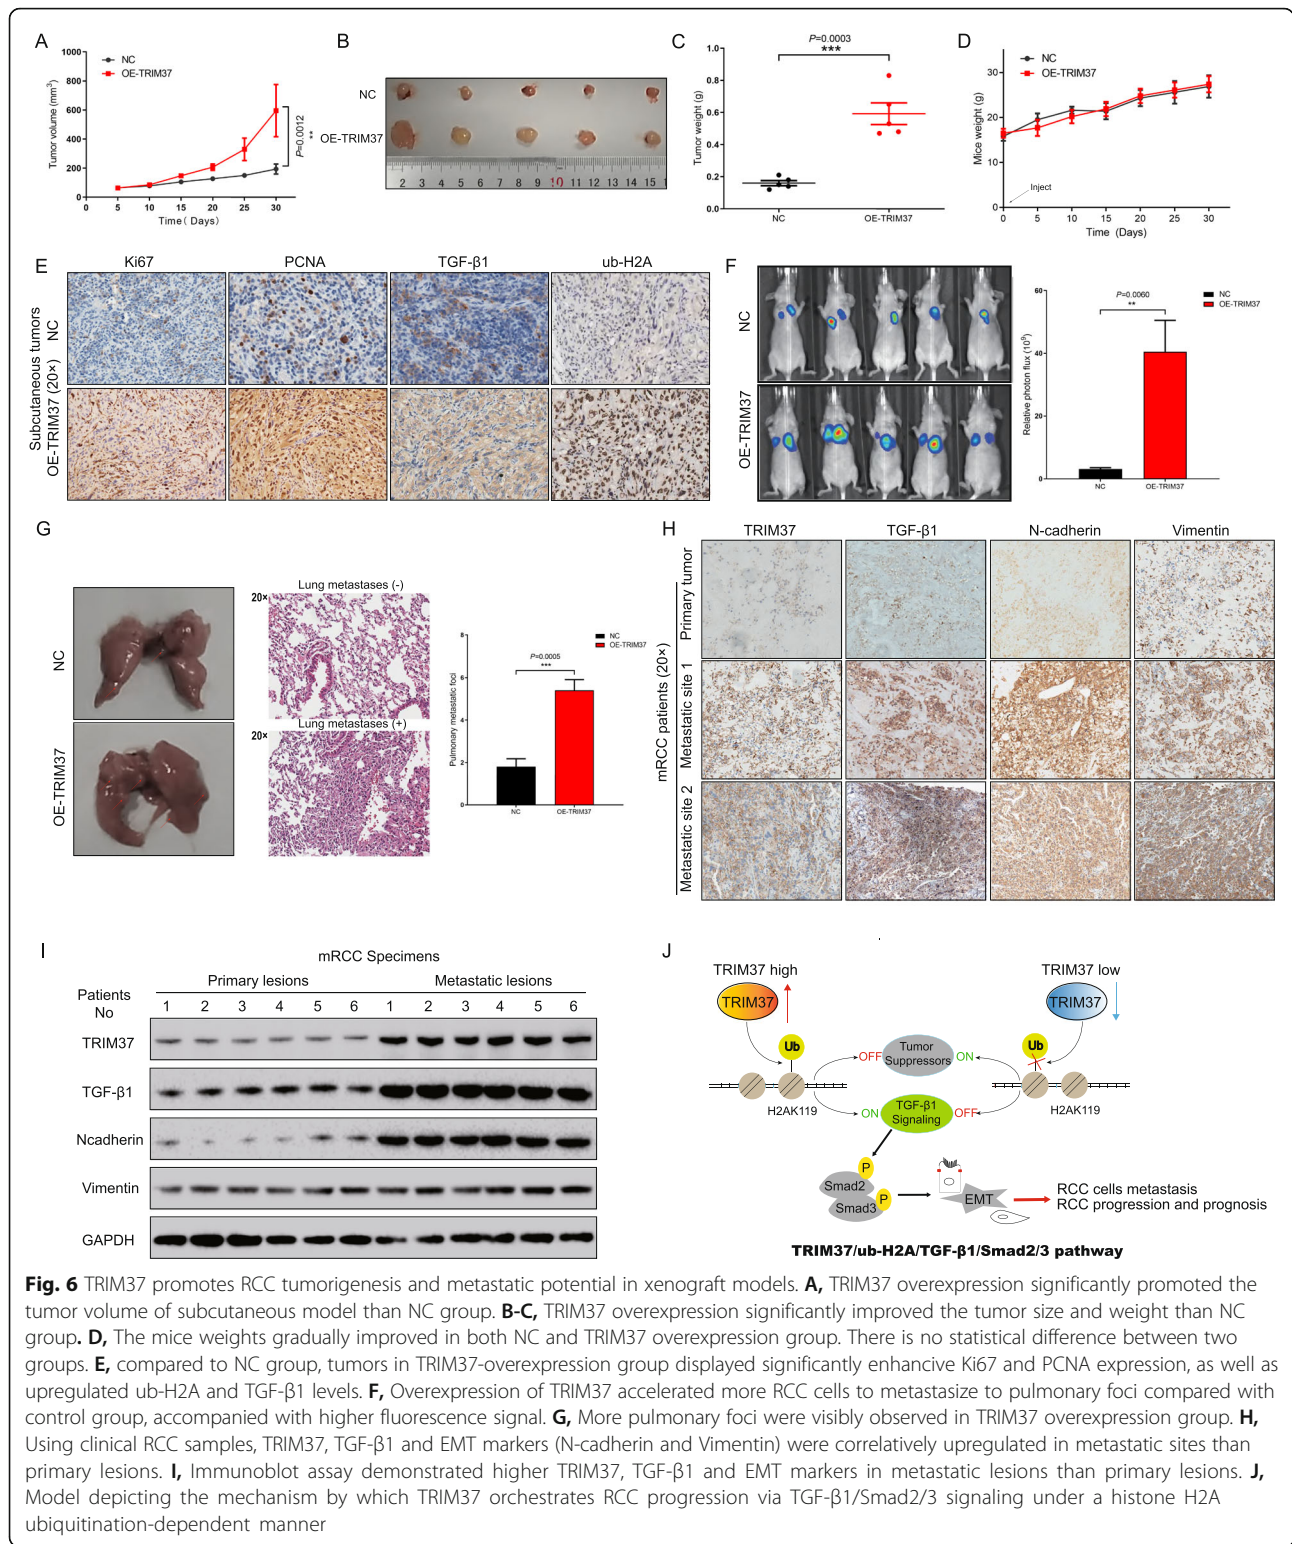 A
1000
800
600
400
200
0
Tumor volume (mm³)
NC
OE-TRIM37
P=0.0012
**
0 5 10 15 20 25 30
Time( Days)
B
NC
OE-TRIM37
2 3 4 5 6 7 8 9 10 11 12 13 14 15
C
P=0.0003
***
1.0
0.8
0.6
0.4
0.2
0.0
Tumor weight (g)
NC OE-TRIM37
D
NC
OE-TRIM37
30
20
10
0
Mice weight (g)
Inject
0 5 10 15 20 25 30
Time (Days)
E
Ki67 PCNA TGF-β1 ub-H2A
Subcutaneous tumors
NC
OE-TRIM37 (20×)
F
NC
OE-TRIM37
NC
OE-TRIM37
P=0.0060
**
60
40
20
0
Relative photon flux (10⁹)
NC OE-TRIM37
G
NC
OE-TRIM37
Lung metastases (-)
20×
Lung metastases (+)
20×
NC
OE-TRIM37
P=0.0005
***
8
6
4
2
0
Pulmonary metastatic foci
NC OE-TRIM37
H
TRIM37 TGF-β1 N-cadherin Vimentin
mRCC patients (20×)
Primary tumor
Metastatic site 1
Metastatic site 2
I
mRCC Specimens
Primary lesions Metastatic lesions
Patients
No
1 2 3 4 5 6 1 2 3 4 5 6
TRIM37
TGF-β1
Ncadherin
Vimentin
GAPDH
J
TRIM37 high TRIM37 low
TRIM37 TRIM37
Ub Ub
OFF Tumor Suppressors ON
H2AK119 H2AK119
ON TGF-β1 Signaling OFF
P
Smad2
P
Smad3
EMT
RCC cells metastasis
RCC progression and prognosis
TRIM37/ub-H2A/TGF-β1/Smad2/3 pathway
Fig. 6 TRIM37 promotes RCC tumorigenesis and metastatic potential in xenograft models. A, TRIM37 overexpression significantly promoted the
tumor volume of subcutaneous model than NC group. B-C, TRIM37 overexpression significantly improved the tumor size and weight than NC
group. D, The mice weights gradually improved in both NC and TRIM37 overexpression group. There is no statistical difference between two
groups. E, compared to NC group, tumors in TRIM37-overexpression group displayed significantly enhancive Ki67 and PCNA expression, as well as
upregulated ub-H2A and TGF-β1 levels. F, Overexpression of TRIM37 accelerated more RCC cells to metastasize to pulmonary foci compared with
control group, accompanied with higher fluorescence signal. G, More pulmonary foci were visibly observed in TRIM37 overexpression group. H,
Using clinical RCC samples, TRIM37, TGF-β1 and EMT markers (N-cadherin and Vimentin) were correlatively upregulated in metastatic sites than
primary lesions. I, Immunoblot assay demonstrated higher TRIM37, TGF-β1 and EMT markers in metastatic lesions than primary lesions. J,
Model depicting the mechanism by which TRIM37 orchestrates RCC progression via TGF-β1/Smad2/3 signaling under a histone H2A
ubiquitination-dependent manner